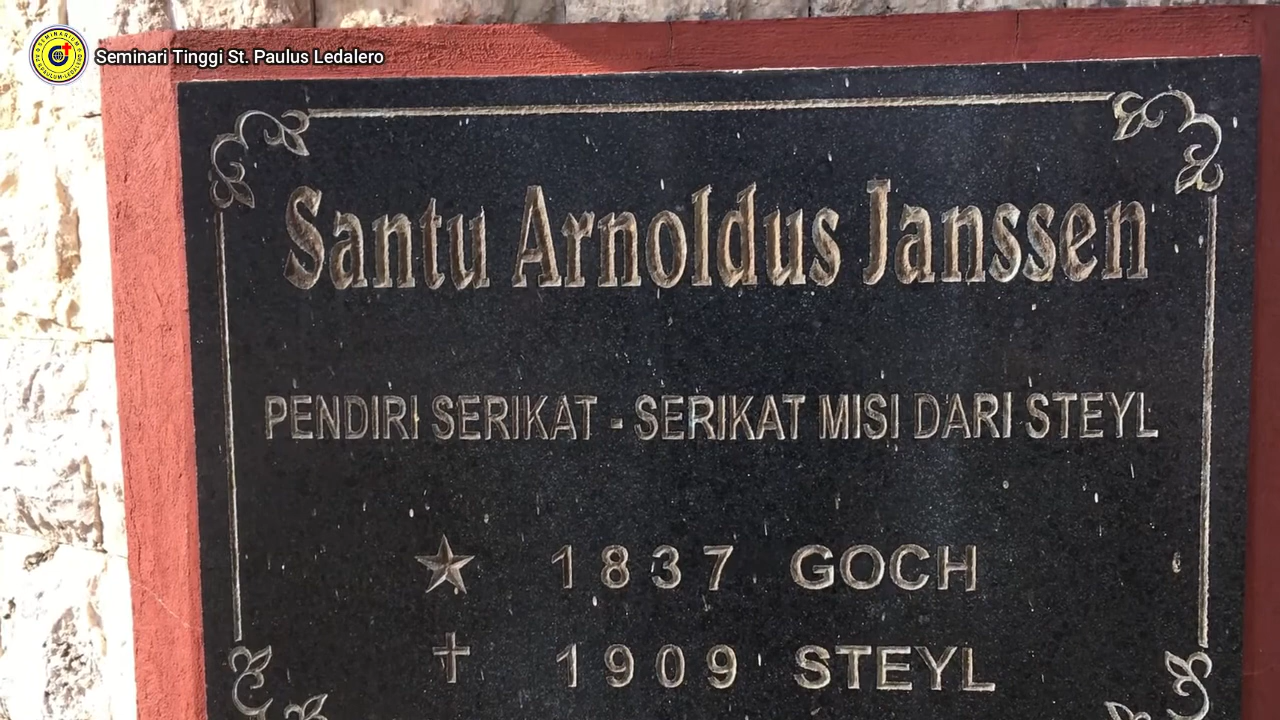 Seminari Tinggi St. Paulus Ledalero
Santu Arnoldus Janssen
PENDIRI SERIKAT - SERIKAT MISI DARI STEYL
1837 GOCH
1909 STEYL